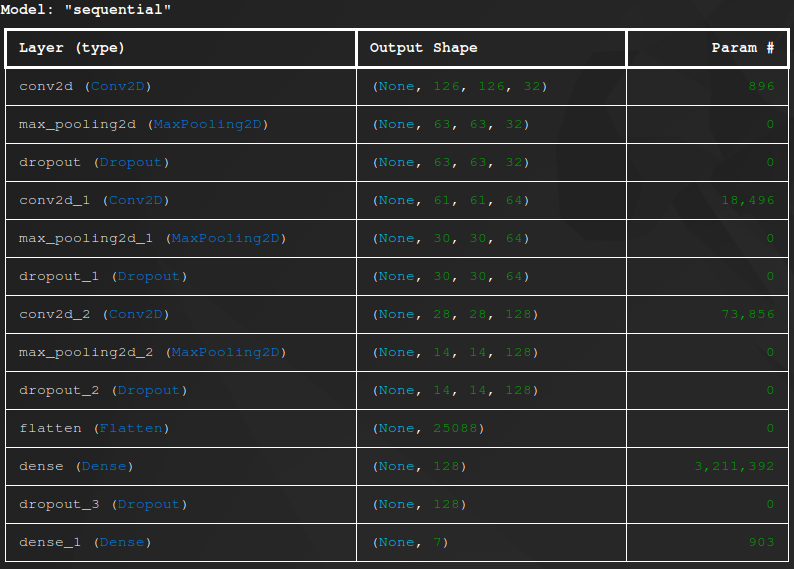 Model: "sequential"
Layer (type) Output Shape Param #
conv2d (Conv2D) (None, 126, 126, 32) 896
max_pooling2d (MaxPooling2D) (None, 63, 63, 32) 0
dropout (Dropout) (None, 63, 63, 32) 0
conv2d_1 (Conv2D) (None, 61, 61, 64) 18,496
max_pooling2d_1 (MaxPooling2D) (None, 30, 30, 64) 0
dropout_1 (Dropout) (None, 30, 30, 64) 0
conv2d_2 (Conv2D) (None, 28, 28, 128) 73,856
max_pooling2d_2 (MaxPooling2D) (None, 14, 14, 128) 0
dropout_2 (Dropout) (None, 14, 14, 128) 0
flatten (Flatten) (None, 25088) 0
dense (Dense) (None, 128) 3,211,392
dropout_3 (Dropout) (None, 128) 0
dense_1 (Dense) (None, 7) 903